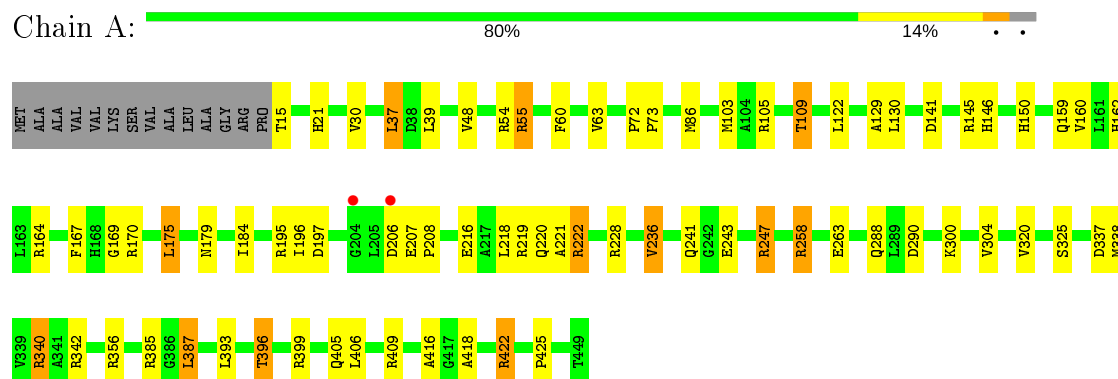 Chain A:
80% 14% • •
MET ALA ALA VAL VAL LYS SER VAL ALA LEU ALA GLY ARG PRO T15 H21 V30 L37 D38 L39 V48 R54 R55 F60 V63 P72 P73 M86 M103 A104 R105 T109 L122 A129 L130 D141 R145 H146 H150 Q159 V160 L161 H162
L163 R164 F167 H168 G169 R170 L175 N179 I184 R195 I196 D197 G204 L205 D206 E207 P208 E216 A217 L218 R219 Q220 A221 R222 R228 V236 Q241 G242 E243 R247 R258 E263 Q288 L289 D290 K300 V304 V320 S325 D337
V339 R340 A341 R342 R356 R385 G386 L387 L393 T396 R399 Q405 L406 R409 A416 G417 A418 R422 P425 T449